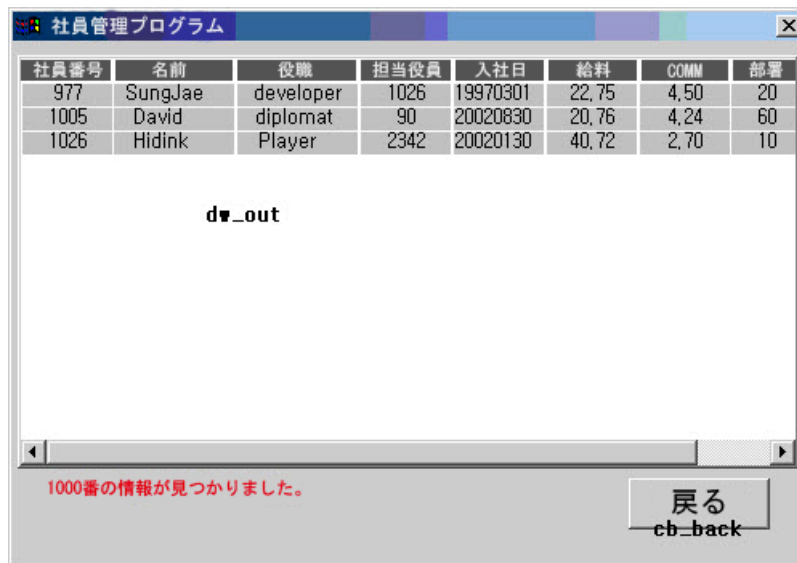 社員管理プログラム
社員番号 名前 役職 担当役員 入社日 給料 COMM 部署
977 SungJae developer 1026 19970301 22,75 4,50 20
1005 David diplomat 90 20020830 20,76 4,24 60
1026 Hidink Player 2342 20020130 40,72 2,70 10
dw_out
1000番の情報が見つかりました。
戻る
cb_back